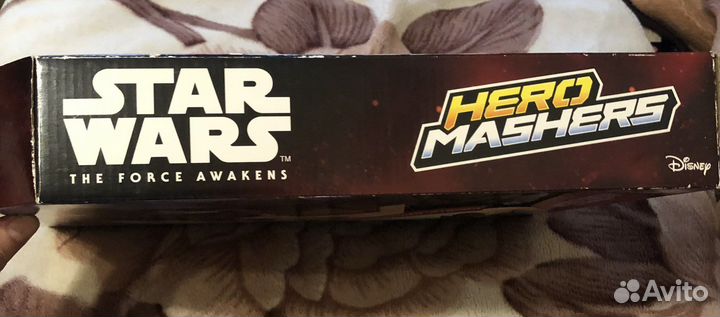 STAR
WARS
TM
THE FORCE AWAKENS
HERO
MASHERS
Disney
Avito